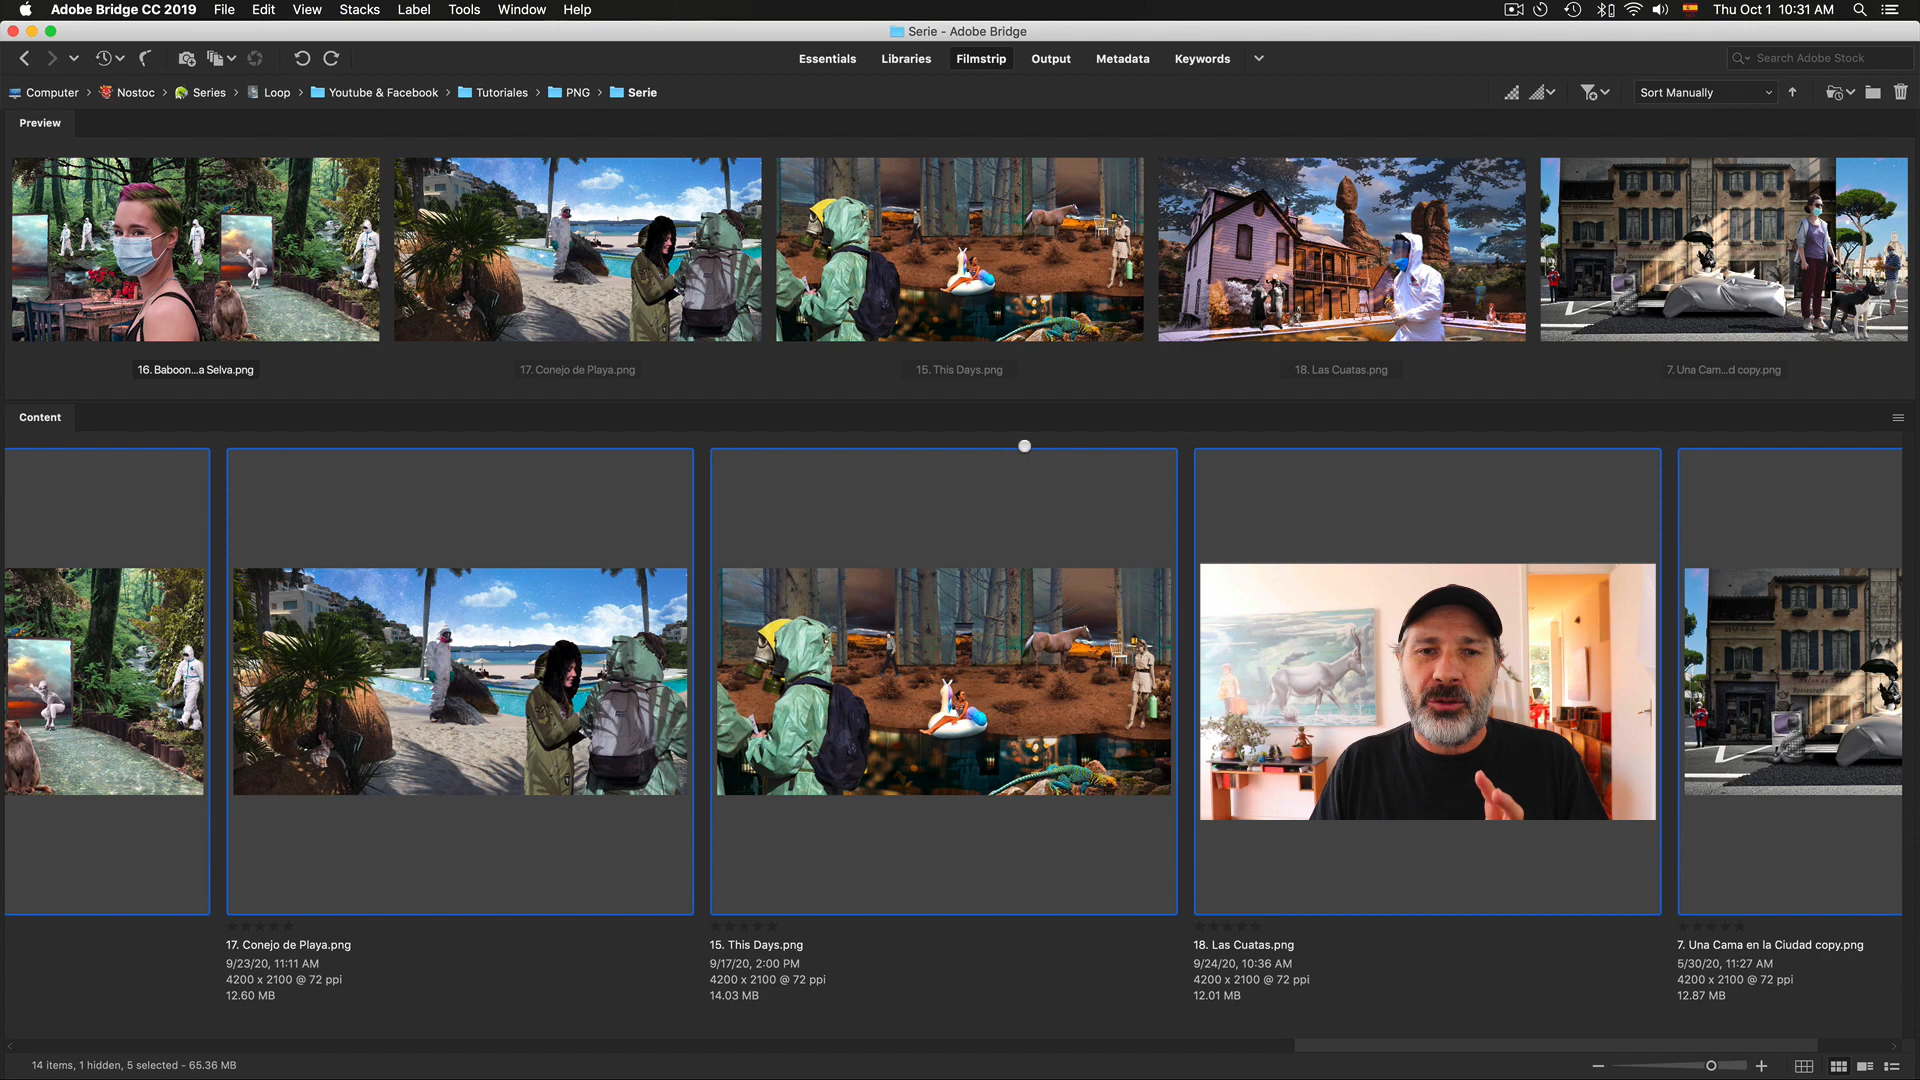 Adobe Bridge CC 2019 File Edit View Stacks Label Tools Window Help Thu Oct 1 10:31 AM
Serie - Adobe Bridge
Essentials Libraries Filmstrip Output Metadata Keywords Search Adobe Stock
Computer Nostoc Series Loop Youtube & Facebook Tutoriales PNG Serie Sort Manually
Preview
16. Baboon...a Selva.png 17. Conejo de Playa.png 15. This Days.png 18. Las Cuatas.png 7. Una Cam...d copy.png
Content
HOTEL
17. Conejo de Playa.png 15. This Days.png 18. Las Cuatas.png 7. Una Cama en la Ciudad copy.png
9/23/20, 11:11 AM 9/17/20, 2:00 PM 9/24/20, 10:36 AM 5/30/20, 11:27 AM
4200 x 2100 @ 72 ppi 4200 x 2100 @ 72 ppi 4200 x 2100 @ 72 ppi 4200 x 2100 @ 72 ppi
12.60 MB 14.03 MB 12.01 MB 12.87 MB
14 items, 1 hidden, 5 selected - 65.36 MB